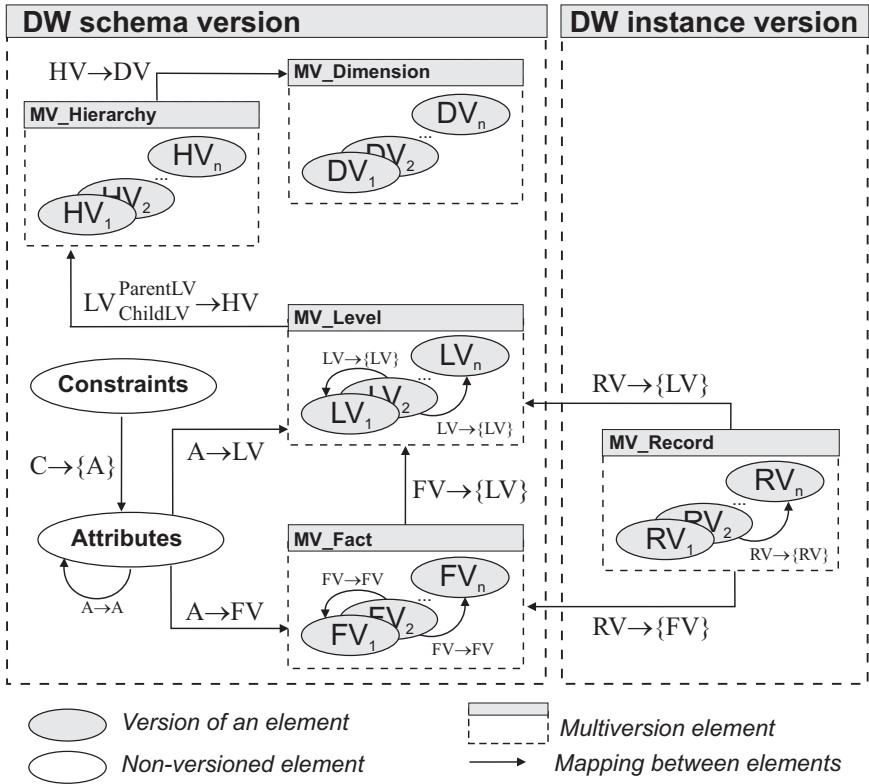 DW schema version
DW instance version
HV→DV
MV_Dimension
DVn
...
DV2
DV1
MV_Hierarchy
HVn
...
HV2
HV1
LV ParentLV ChildLV →HV
MV_Level
LV→{LV}
LVn
...
LV2
LV1
LV→{LV}
Constraints
C→{A}
A→LV
Attributes
A→A
A→FV
FV→{LV}
MV_Fact
FV→FV
FVn
...
FV2
FV1
FV→FV
RV→{LV}
MV_Record
RVn
...
RV2
RV1
RV→{RV}
RV→{FV}
Version of an element
Non-versioned element
Multiversion element
Mapping between elements